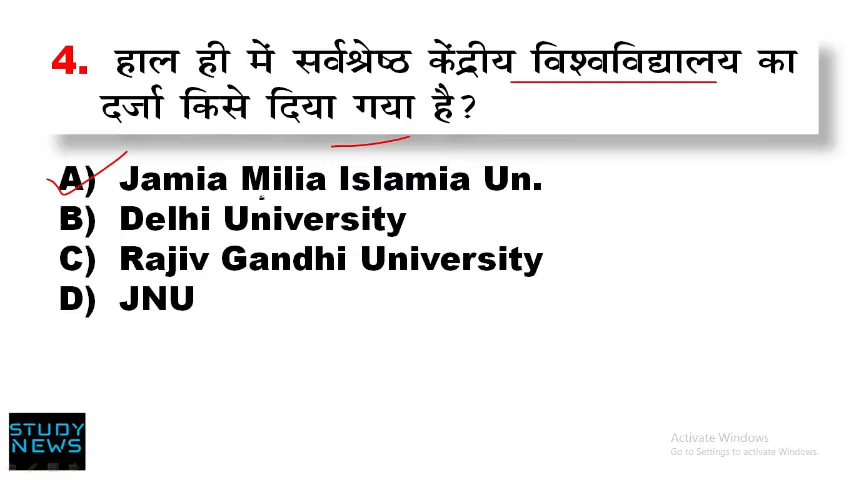 4. हाल ही में सर्वश्रेष्ठ केंद्रीय विश्वविद्यालय का
दर्जा किसे दिया गया है?
A) Jamia Milia Islamia Un.
B) Delhi University
C) Rajiv Gandhi University
D) JNU
STUDY
NEWS
Activate Windows
Go to Settings to activate Windows.